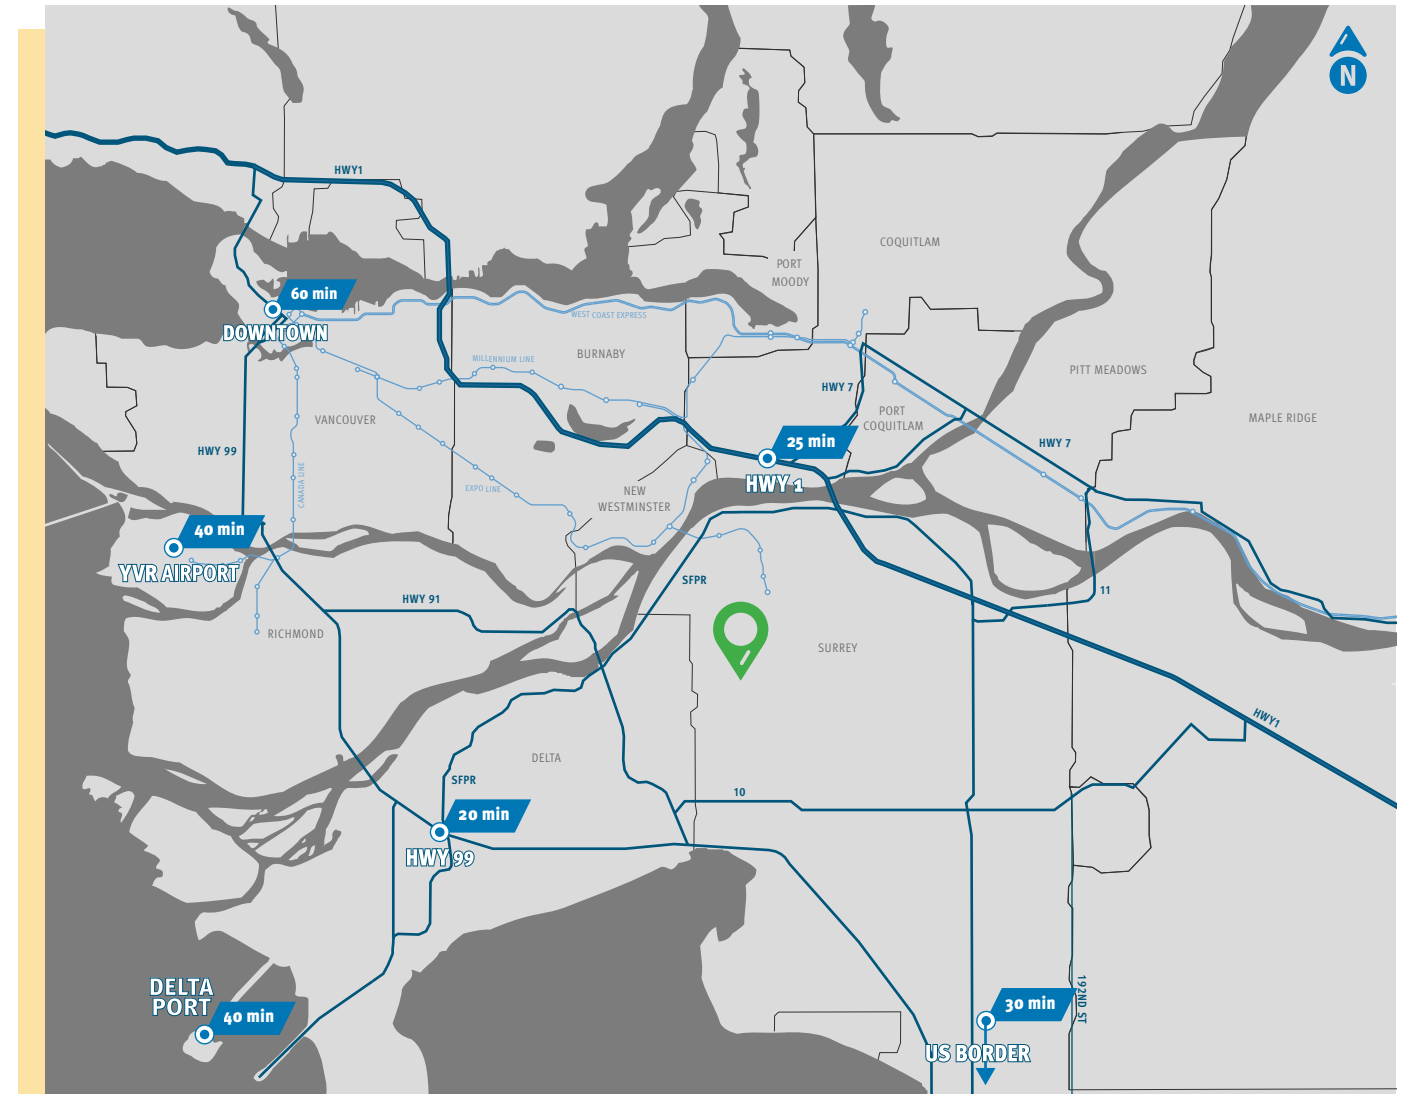 N
HWY1
COQUITLAM
PORT
MOODY
60 min
DOWNTOWN
WEST COAST EXPRESS
MILLENNIUM LINE
BURNABY
PITT MEADOWS
HWY 7
PORT
COQUITLAM
MAPLE RIDGE
VANCOUVER
HWY 99
25 min
HWY 1
HWY 7
CANADA LINE
EXPO LINE
NEW
WESTMINSTER
40 min
YVR AIRPORT
SFPR
11
HWY 91
RICHMOND
SURREY
HWY1
DELTA
SFPR
10
20 min
HWY 99
DELTA
PORT
40 min
30 min
192ND ST
US BORDER